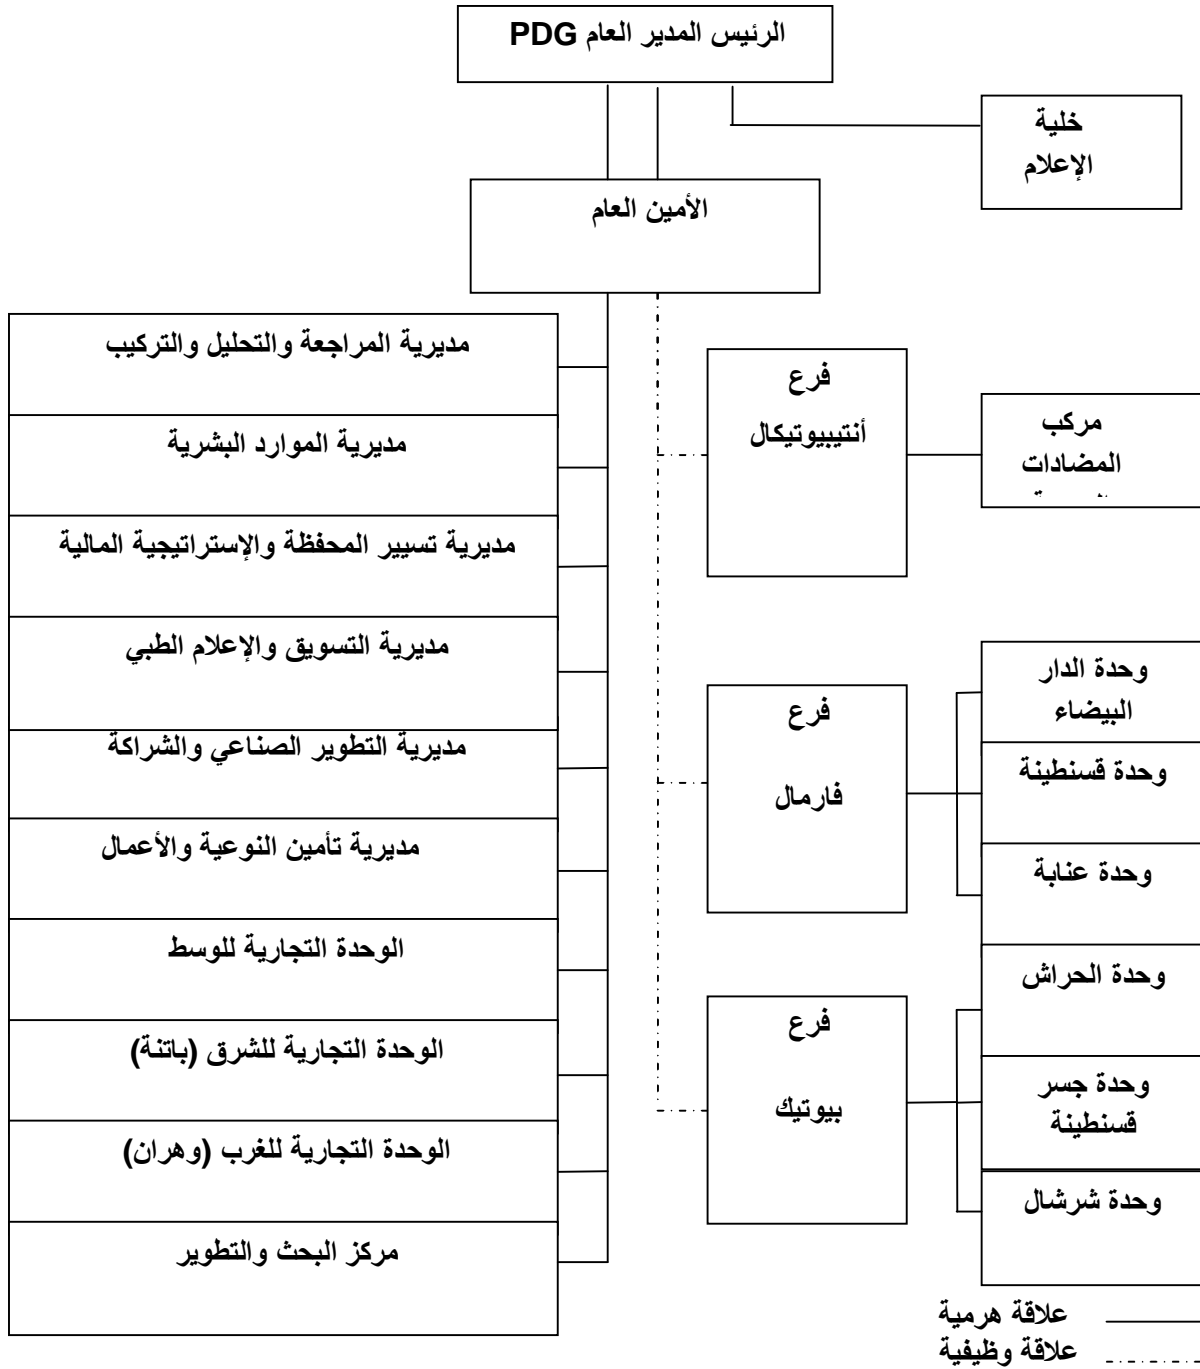 الرئيس المدير العام PDG
خلية
الإعلام
الأمين العام
مديرية المراجعة والتحليل والتركيب
مديرية الموارد البشرية
مديرية تسيير المحفظة والإستراتيجية المالية
مديرية التسويق والإعلام الطبي
مديرية التطوير الصناعي والشراكة
مديرية تأمين النوعية والأعمال
الوحدة التجارية للوسط
الوحدة التجارية للشرق (باتنة)
الوحدة التجارية للغرب (وهران)
مركز البحث والتطوير
فرع
أنتيبيوتيكال
مركب
المضادات
فرع
فارمال
وحدة الدار
البيضاء
وحدة قسنطينة
وحدة عنابة
فرع
بيوتيك
وحدة الحراش
وحدة جسر
قسنطينة
وحدة شرشال
علاقة هرمية
علاقة وظيفية